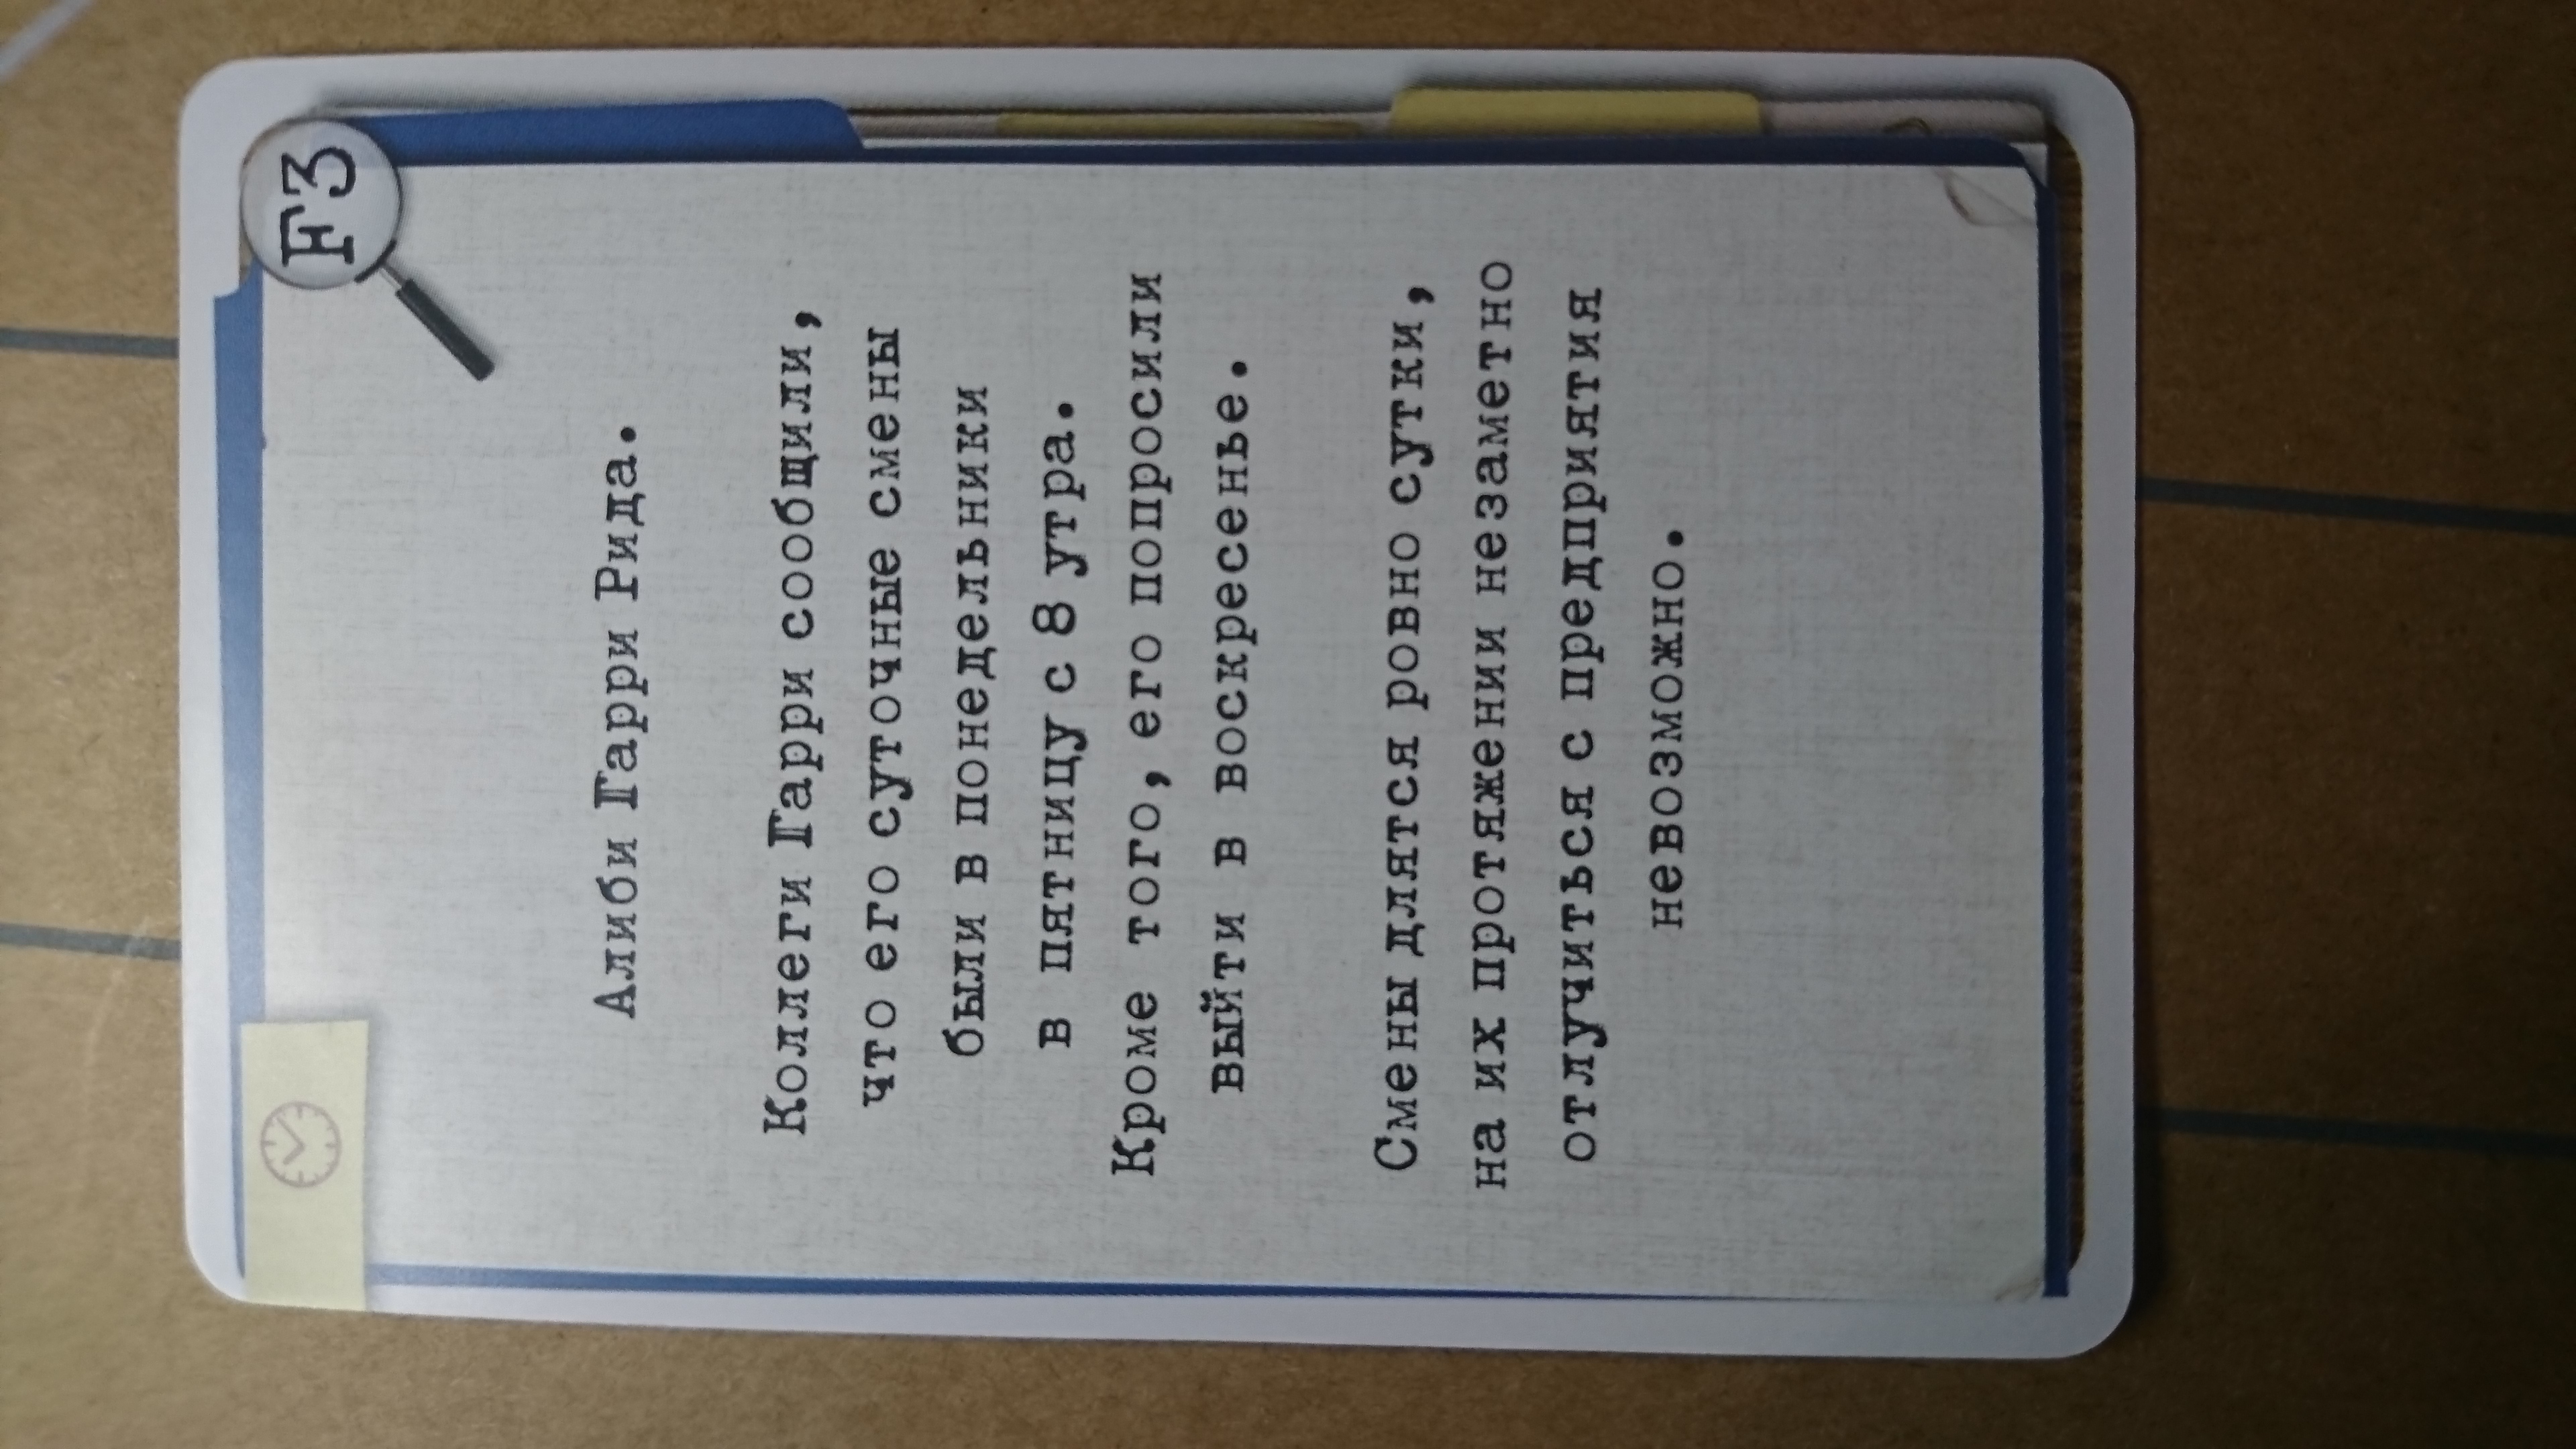 F3
Алиби Гарри Рида.
Коллеги Гарри сообщили,
что его суточные смены
были в понедельники
в пятницу с 8 утра.
Кроме того, его попросили
выйти в воскресенье.
Смены длятся ровно сутки,
на их протяжении незаметно
отлучиться с предприятия
невозможно.